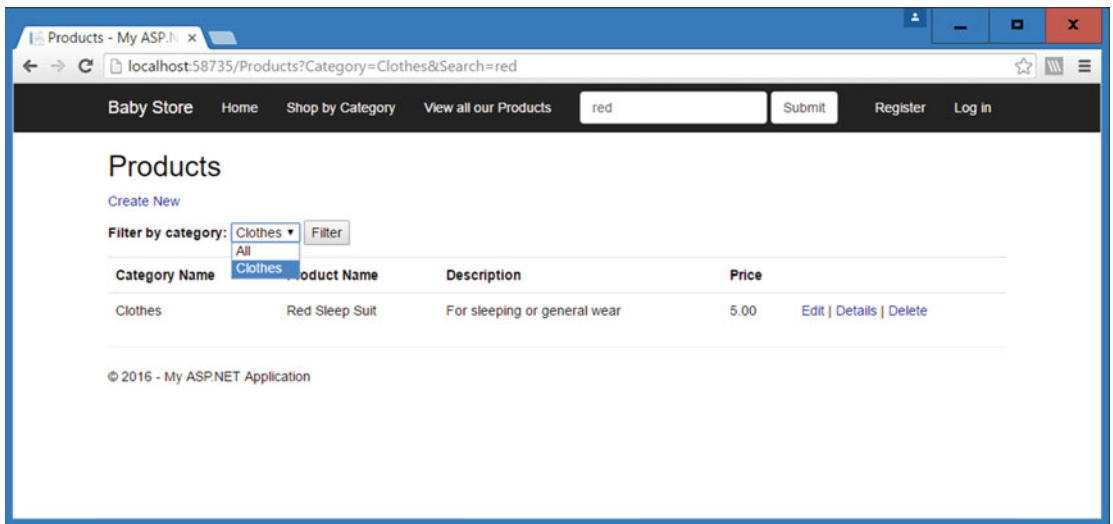 Products - My ASP.N
localhost:58735/Products?Category=Clothes&Search=red
Baby Store Home Shop by Category View all our Products red Submit Register Log in
Products
Create New
Filter by category: Clothes Filter
All
Clothes
Category Name oduct Name Description Price
Clothes Red Sleep Suit For sleeping or general wear 5.00 Edit | Details | Delete
© 2016 - My ASP.NET Application